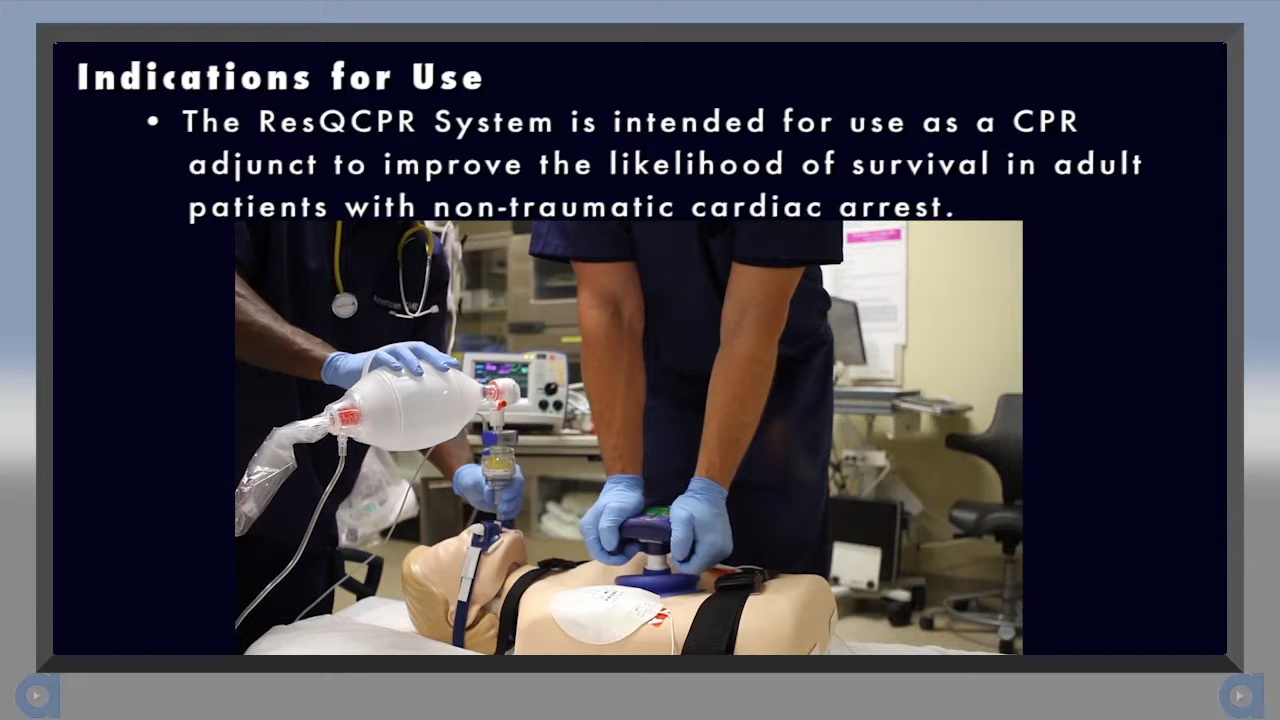 Indications for Use
• The ResQCPR System is intended for use as a CPR
adjunct to improve the likelihood of survival in adult
patients with non-traumatic cardiac arrest.